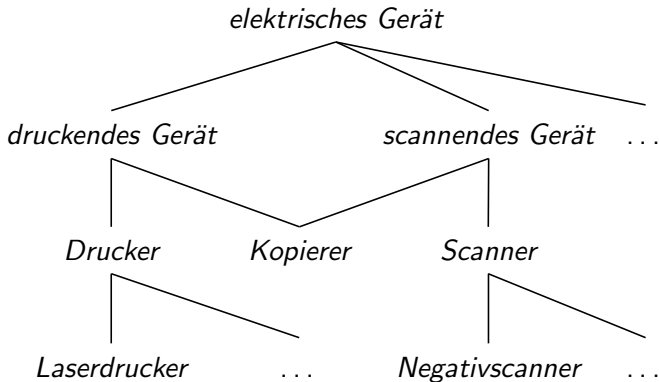 elektrisches Gerät
druckendes Gerät scannendes Gerät ...
Drucker Kopierer Scanner
Laserdrucker ... Negativscanner ...